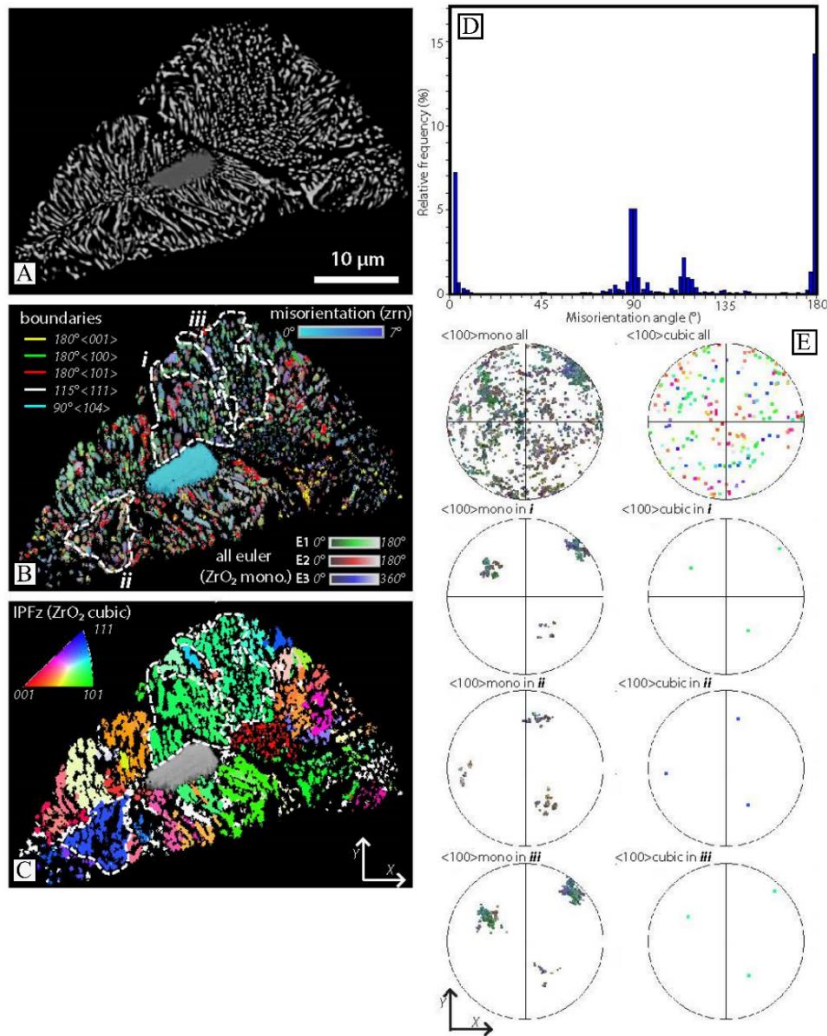 A
10 μm
boundaries
180° <001>
180° <100>
180° <101>
115° <111>
90° <104>
iii
i
misorientation (zrn)
0° 7°
ii
all euler
(ZrO₂ mono.)
E1 0° 180°
E2 0° 180°
E3 0° 360°
B
IPFz (ZrO₂ cubic)
111
001
101
C
Y
X
D
15
10
5
0
Relative frequency (%)
0 45 90 135 180
Misorientation angle (°)
E
<100>mono all
<100>cubic all
<100>mono in i
<100>cubic in i
<100>mono in ii
<100>cubic in ii
<100>mono in iii
<100>cubic in iii
Y
X